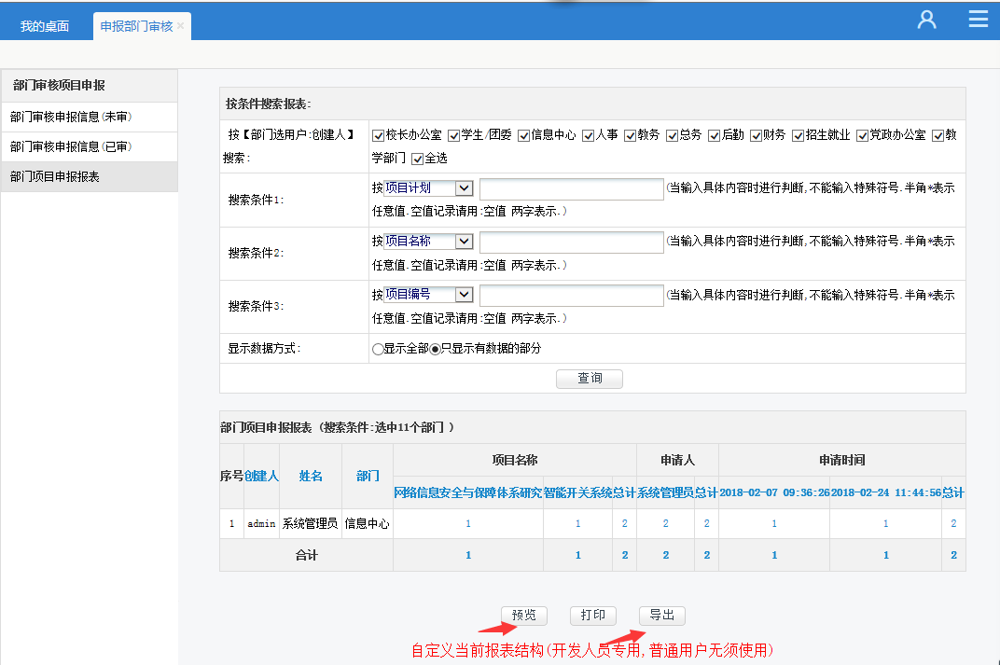 我的桌面
申报部门审核 ×
部门审核项目申报
部门审核申报信息(未审)
部门审核申报信息(已审)
部门项目申报报表
按条件搜索报表:
按【部门选用户:创建人】搜索:
校长办公室 学生/团委 信息中心 人事 教务 总务 后勤 财务 招生就业 党政办公室 教
学部门 全选
搜索条件1:
按 项目计划 (当输入具体内容时进行判断,不能输入特殊符号.半角*表示
任意值.空值记录请用:空值 两字表示.)
搜索条件2:
按 项目名称 (当输入具体内容时进行判断,不能输入特殊符号.半角*表示
任意值.空值记录请用:空值 两字表示.)
搜索条件3:
按 项目编号 (当输入具体内容时进行判断,不能输入特殊符号.半角*表示
任意值.空值记录请用:空值 两字表示.)
显示数据方式: 显示全部 只显示有数据的部分
查询
部门项目申报报表 (搜索条件:选中11个部门 )
序号 创建人 姓名 部门 项目名称 申请人 申请时间
网络信息安全与保障体系研究 智能开关系统 总计 系统管理员 总计 2018-02-07 09:36:26 2018-02-24 11:44:56 总计
1 admin 系统管理员 信息中心 1 1 2 2 2 1 1 2
合计 1 1 2 2 2 1 1 2
预览 打印 导出
自定义当前报表结构(开发人员专用,普通用户无须使用)